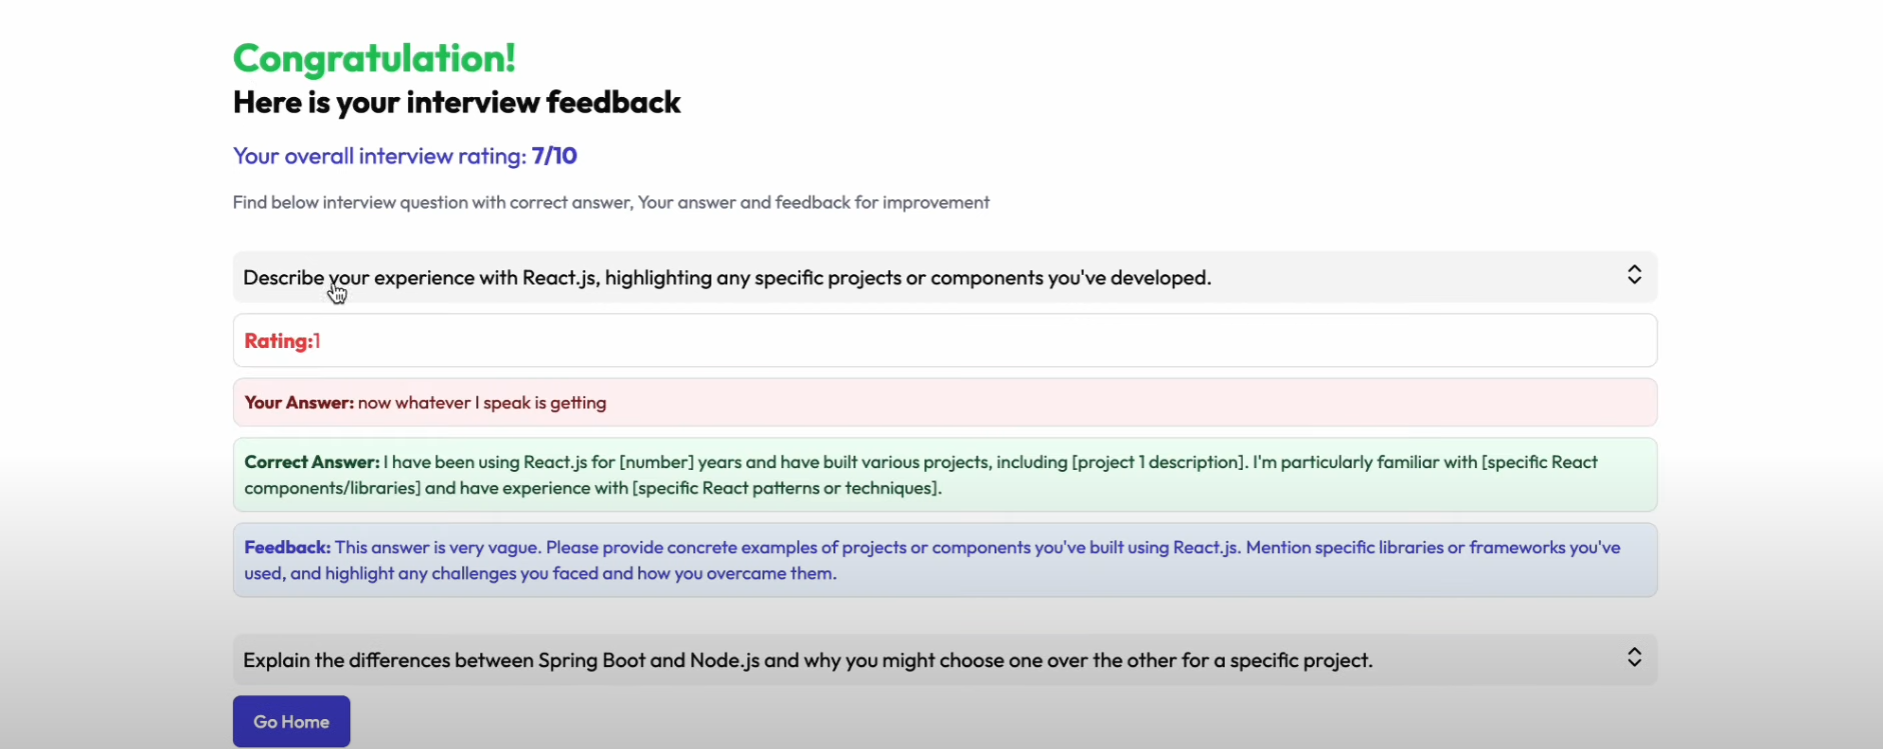 Congratulation!
Here is your interview feedback
Your overall interview rating: 7/10
Find below interview question with correct answer, Your answer and feedback for improvement
Describe your experience with React.js, highlighting any specific projects or components you've developed.
Rating:1
Your Answer: now whatever I speak is getting
Correct Answer: I have been using React.js for [number] years and have built various projects, including [project 1 description]. I'm particularly familiar with [specific React
components/libraries] and have experience with [specific React patterns or techniques].
Feedback: This answer is very vague. Please provide concrete examples of projects or components you've built using React.js. Mention specific libraries or frameworks you've
used, and highlight any challenges you faced and how you overcame them.
Explain the differences between Spring Boot and Node.js and why you might choose one over the other for a specific project.
Go Home